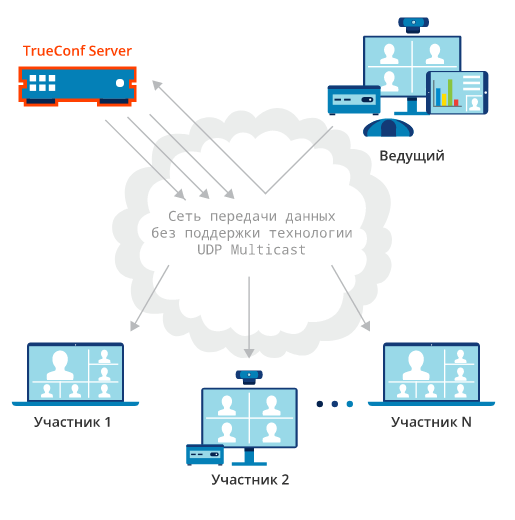 TrueConf Server
Ведущий
Сеть передачи данных
без поддержки технологии
UDP Multicast
Участник 1
Участник 2
Участник N